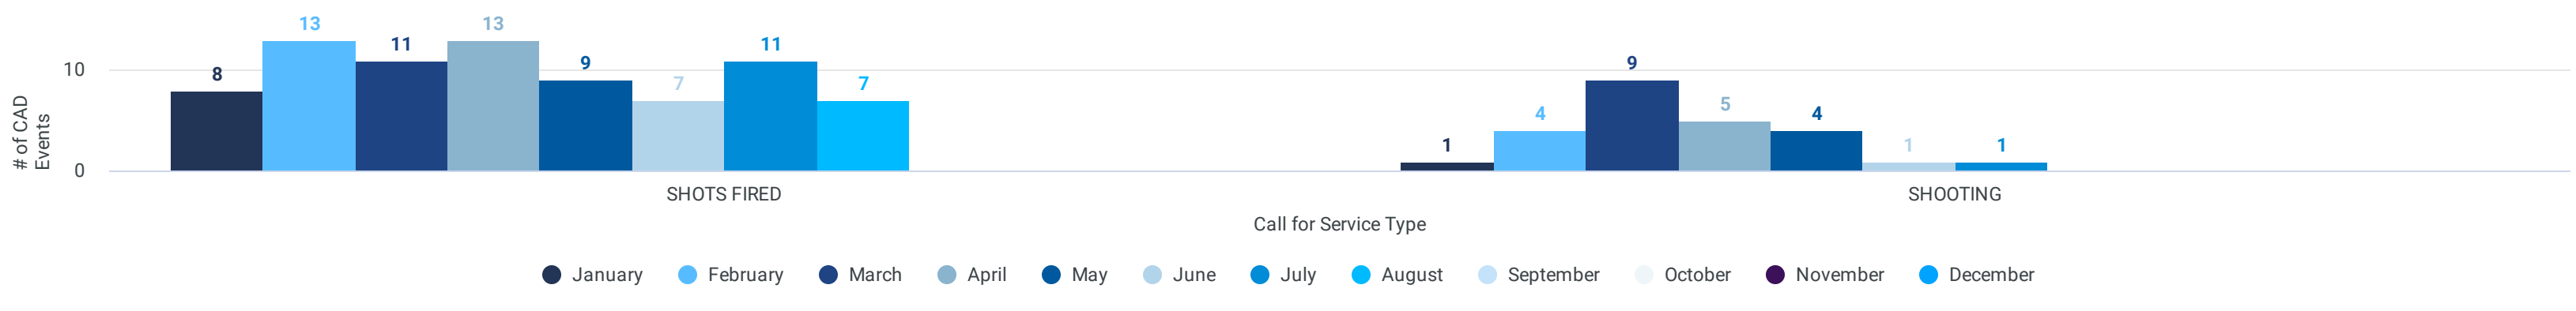 13
13
11
11
10
8
9
9
7
7
5
4
4
1
1
1
0
# of CAD
Events
SHOTS FIRED
SHOOTING
Call for Service Type
January February March April May June July August September October November December